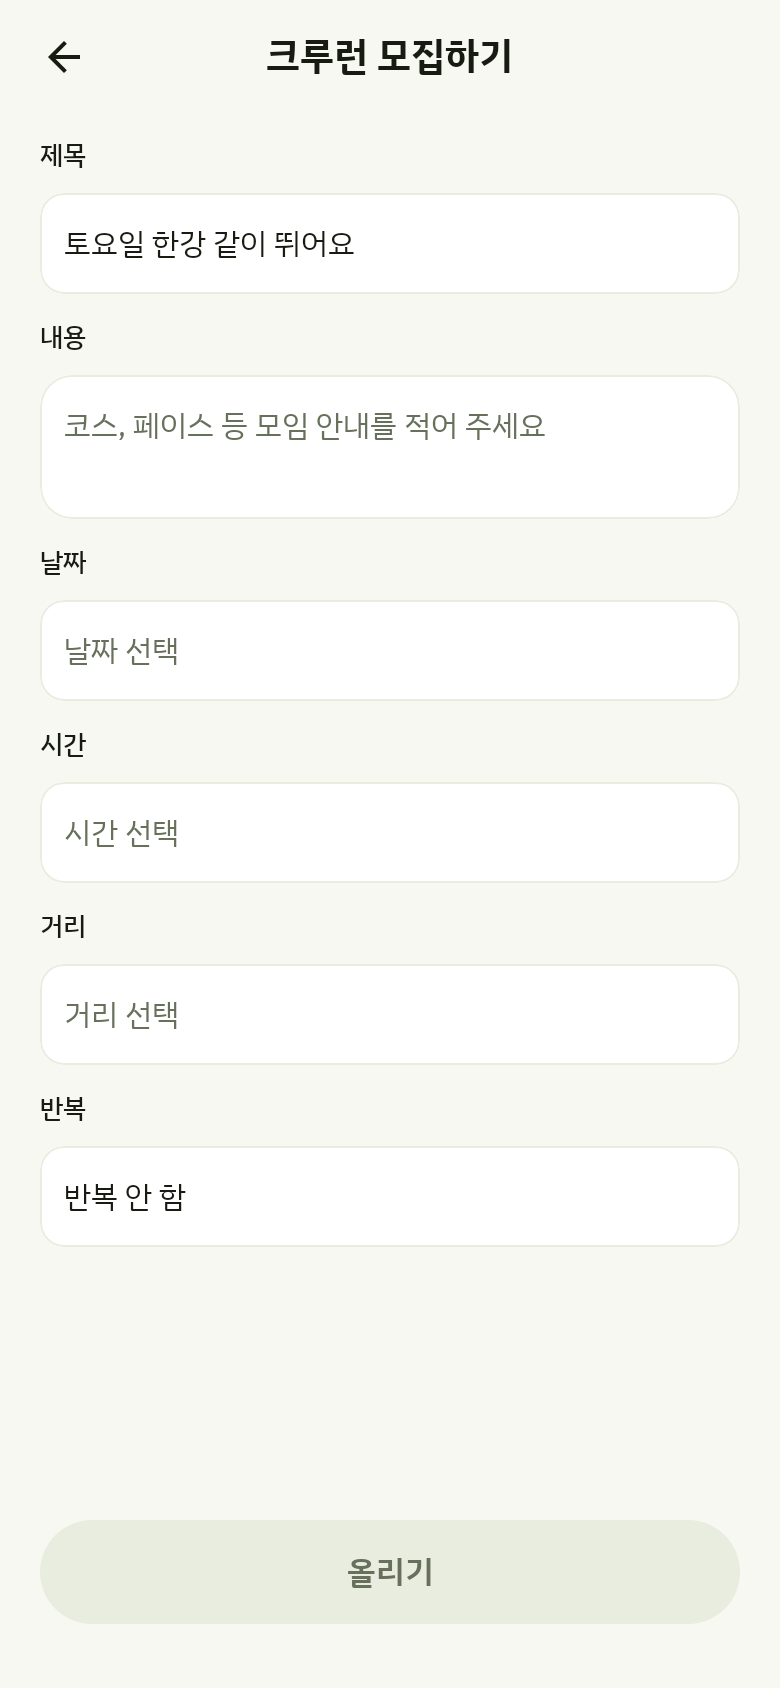 크루런 모집하기
제목
토요일 한강 같이 뛰어요
내용
코스, 페이스 등 모임 안내를 적어 주세요
날짜
날짜 선택
시간
시간 선택
거리
거리 선택
반복
반복 안 함
올리기